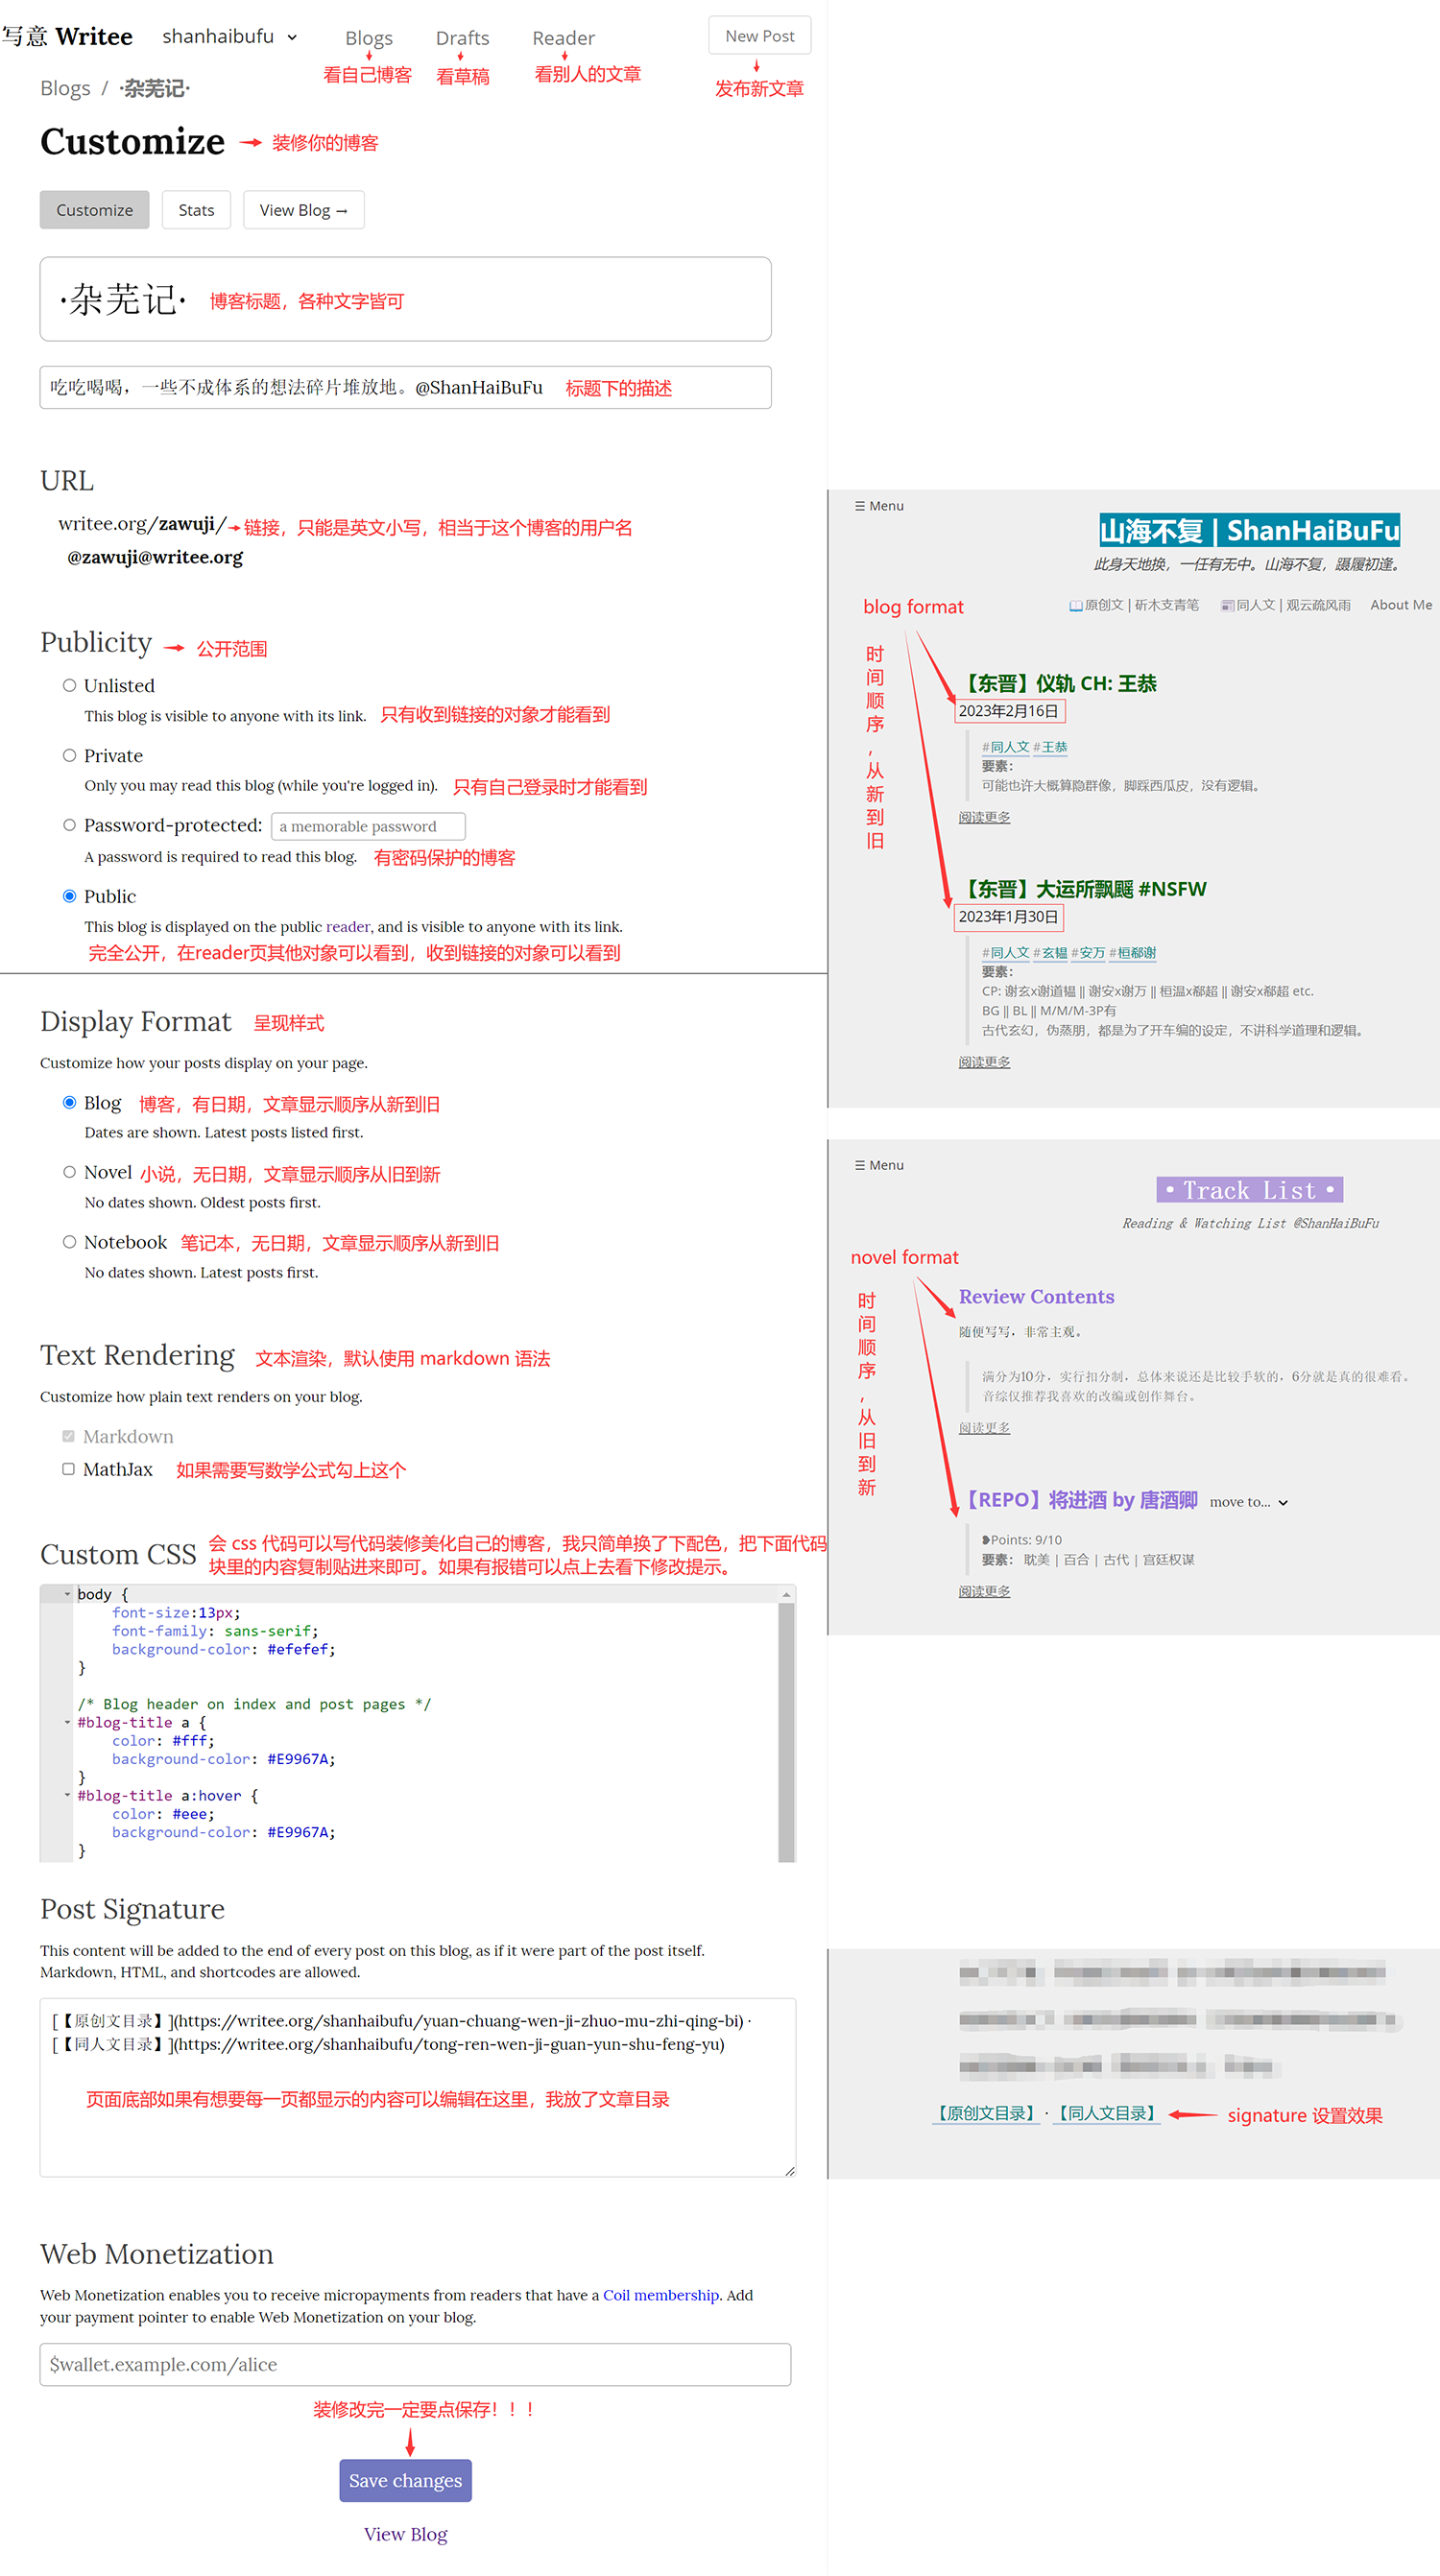 写意 Writee shanhaibufu Blogs Drafts Reader New Post
看自己博客 看草稿 看别人的文章 发布新文章
Blogs / ·杂芜记·
Customize 装修你的博客
Customize Stats View Blog →
·杂芜记· 博客标题，各种文字皆可
吃吃喝喝，一些不成体系的想法碎片堆放地。@ShanHaiBuFu 标题下的描述
URL
writee.org/zawuji/ 链接，只能是英文小写，相当于这个博客的用户名
@zawuji@writee.org
Publicity 公开范围
Unlisted
This blog is visible to anyone with its link. 只有收到链接的对象才能看到
Private
Only you may read this blog (while you're logged in). 只有自己登录时才能看到
Password-protected: a memorable password
A password is required to read this blog. 有密码保护的博客
Public
This blog is displayed on the public reader, and is visible to anyone with its link.
完全公开，在reader页其他对象可以看到，收到链接的对象可以看到
Display Format 呈现样式
Customize how your posts display on your page.
Blog 博客，有日期，文章显示顺序从新到旧
Dates are shown. Latest posts listed first.
Novel 小说，无日期，文章显示顺序从旧到新
No dates shown. Oldest posts first.
Notebook 笔记本，无日期，文章显示顺序从新到旧
No dates shown. Latest posts first.
Text Rendering 文本渲染，默认使用 markdown 语法
Customize how plain text renders on your blog.
Markdown
MathJax 如果需要写数学公式勾上这个
Custom CSS 会 css 代码可以写代码装修美化自己的博客，我只简单换了下配色，把下面代码
块里的内容复制贴进来即可。如果有报错可以点上去看下修改提示。
body {
font-size:13px;
font-family: sans-serif;
background-color: #efefef;
}
/* Blog header on index and post pages */
#blog-title a {
color: #fff;
background-color: #E9967A;
}
#blog-title a:hover {
color: #eee;
background-color: #E9967A;
}
Post Signature
This content will be added to the end of every post on this blog, as if it were part of the post itself.
Markdown, HTML, and shortcodes are allowed.
[【原创文目录】](https://writee.org/shanhaibufu/yuan-chuang-wen-ji-zhuo-mu-zhi-qing-bi) ·
[【同人文目录】](https://writee.org/shanhaibufu/tong-ren-wen-ji-guan-yun-shu-feng-yu)
页面底部如果有想要每一页都显示的内容可以编辑在这里，我放了文章目录
Web Monetization
Web Monetization enables you to receive micropayments from readers that have a Coil membership. Add
your payment pointer to enable Web Monetization on your blog.
$wallet.example.com/alice
装修改完一定要点保存！！！
Save changes
View Blog
☰ Menu
山海不复 | ShanHaiBuFu
此身天地换，一任有无中。山海不复，蹑履初逢。
原创文 | 斫木支青笔 同人文 | 观云疏风雨 About Me
blog format
时间顺序，从新到旧
【东晋】仪轨 CH: 王恭
2023年2月16日
#同人文 #王恭
要素：
可能也许大概算隐群像，脚踩西瓜皮，没有逻辑。
阅读更多
【东晋】大运所飘飖 #NSFW
2023年1月30日
#同人文 #玄韫 #安万 #桓郗谢
要素：
CP: 谢玄x谢道韫 || 谢安x谢万 || 桓温x郗超 || 谢安x郗超 etc.
BG || BL || M/M/M-3P有
古代玄幻，伪蒸朋，都是为了开车编的设定，不讲科学道理和逻辑。
阅读更多
☰ Menu
•Track List•
Reading & Watching List @ShanHaiBuFu
novel format
时间顺序，从旧到新
Review Contents
随便写写，非常主观。
满分为10分，实行扣分制，总体来说还是比较手软的，6分就是真的很难看。
音综仅推荐我喜欢的改编或创作舞台。
阅读更多
【REPO】将进酒 by 唐酒卿 move to...
❥Points: 9/10
要素： 耽美 | 百合 | 古代 | 宫廷权谋
阅读更多
【原创文目录】 · 【同人文目录】 signature 设置效果